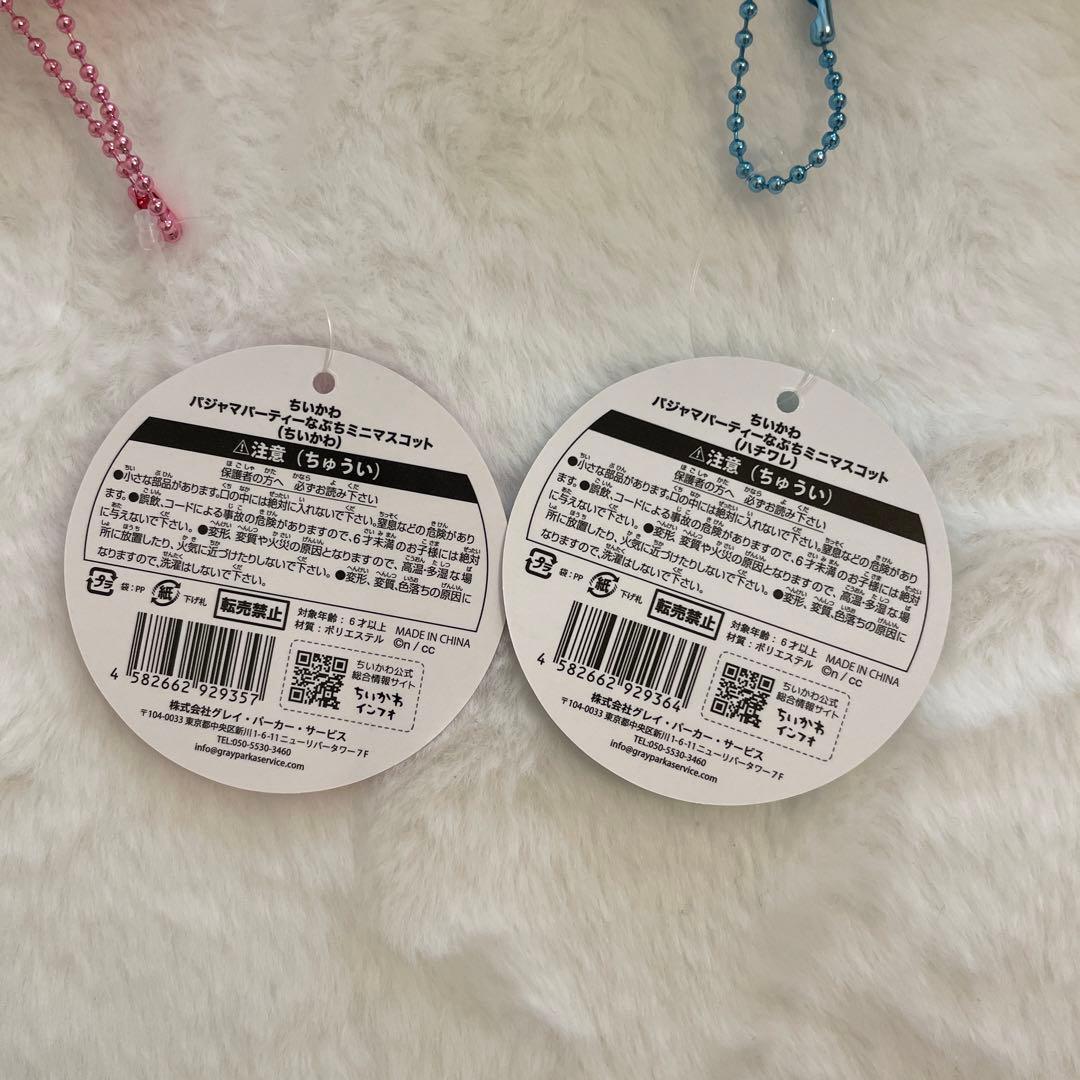 ちいかわ
パジャマパーティーなぷちミニマスコット
(ちいかわ)
⚠注意(ちゅうい)
保護者の方へ 必ずお読み下さい
●小さな部品があります。口の中には絶対に入れないで下さい。窒息などの危険があり
ます。●誤飲、コードによる事故の危険がありますので、6才未満のお子様には絶対
に与えないで下さい。●変形、変質や火災の原因となりますので、高温・多湿な場
所に放置したり、火気に近づけたりしないで下さい。●変形、変質、色落ちの原因に
なりますので、洗濯はしないで下さい。
プラ 袋:PP 紙 下げ札
転売禁止
対象年齢:6才以上
材質:ポリエステル
MADE IN CHINA
©n / cc
4 582662 929357
ちいかわ公式
総合情報サイト
ちいかわ
インフォ
株式会社グレイ・パーカー・サービス
〒104-0033 東京都中央区新川1-6-11ニューリバータワー7F
TEL:050-5530-3460
info@grayparkaservice.com
ちいかわ
パジャマパーティーなぷちミニマスコット
(ハチワレ)
⚠注意(ちゅうい)
保護者の方へ 必ずお読み下さい
●小さな部品があります。口の中には絶対に入れないで下さい。窒息などの危険があり
ます。●誤飲、コードによる事故の危険がありますので、6才未満のお子様には絶対
に与えないで下さい。●変形、変質や火災の原因となりますので、高温・多湿な場
所に放置したり、火気に近づけたりしないで下さい。●変形、変質、色落ちの原因に
なりますので、洗濯はしないで下さい。
プラ 袋:PP 紙 下げ札
転売禁止
対象年齢:6才以上
材質:ポリエステル
MADE IN CHINA
©n / cc
4 582662 929364
ちいかわ公式
総合情報サイト
ちいかわ
インフォ
株式会社グレイ・パーカー・サービス
〒104-0033 東京都中央区新川1-6-11ニューリバータワー7F
TEL:050-5530-3460
info@grayparkaservice.com